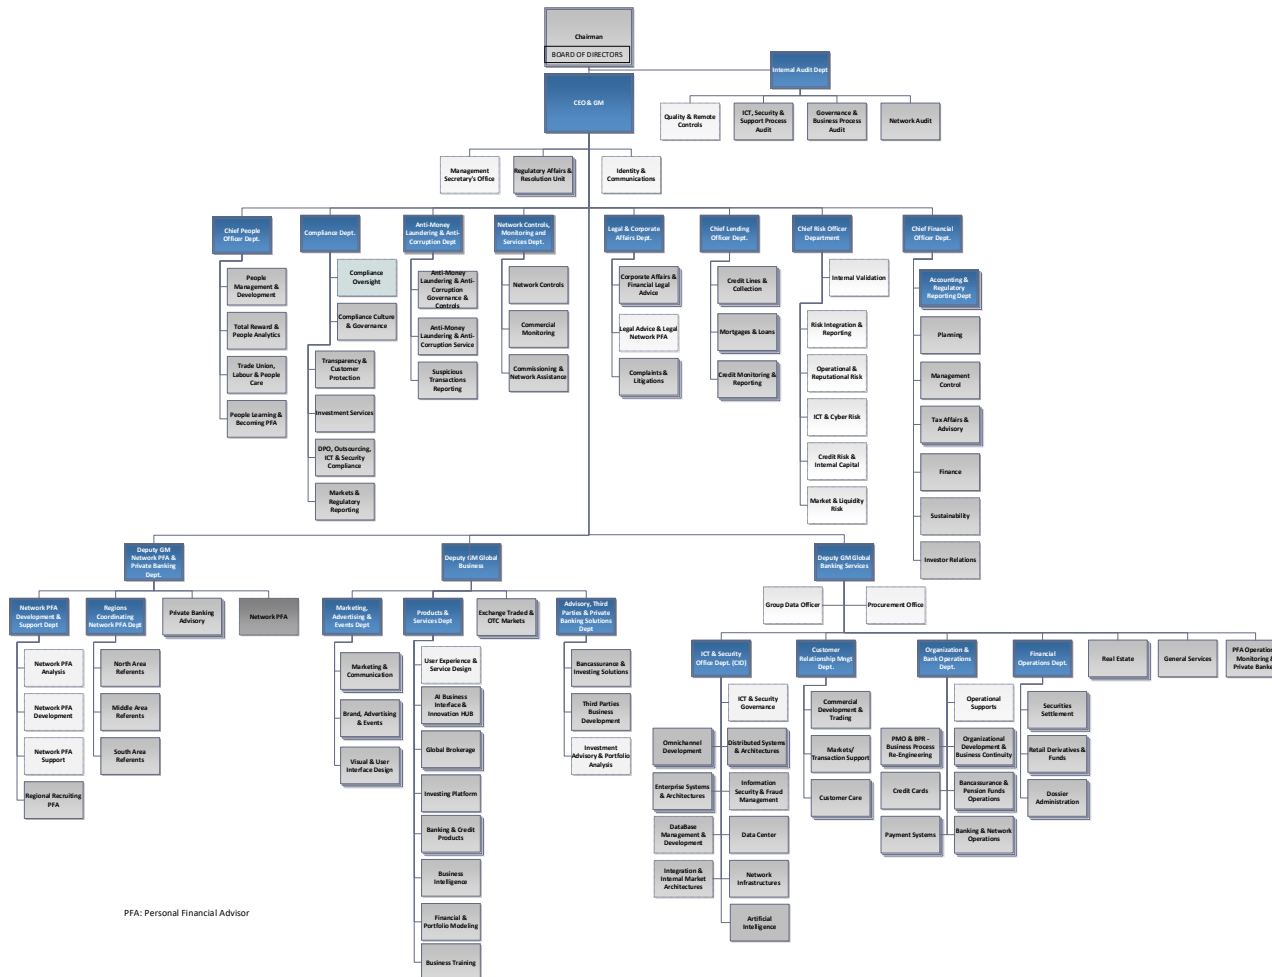 Chairman
BOARD OF DIRECTORS
Internal Audit Dept
CEO & GM
Quality & Remote
Controls
ICT, Security &
Support Process
Audit
Governance &
Business Process
Audit
Network Audit
Management
Secretary's Office
Regulatory Affairs &
Resolution Unit
Identity &
Communications
Chief People
Officer Dept.
Compliance Dept.
Anti-Money
Laundering & Anti-
Corruption Dept
Network Controls,
Monitoring and
Services Dept.
Legal & Corporate
Affairs Dept.
Chief Lending
Officer Dept.
Chief Risk Officer
Department
Chief Financial
Officer Dept.
People
Management &
Development
Total Reward &
People Analytics
Trade Union,
Labour & People
Care
People Learning &
Becoming PFA
Compliance
Oversight
Compliance Culture
& Governance
Transparency &
Customer
Protection
Investment Services
DPO, Outsourcing,
ICT & Security
Compliance
Markets &
Regulatory
Reporting
Anti-Money
Laundering & Anti-
Corruption
Governance &
Controls
Anti-Money
Laundering & Anti-
Corruption Service
Suspicious
Transactions
Reporting
Network Controls
Commercial
Monitoring
Commissioning &
Network Assistance
Corporate Affairs &
Financial Legal
Advice
Legal Advice & Legal
Network PFA
Complaints &
Litigations
Credit Lines &
Collection
Mortgages & Loans
Credit Monitoring &
Reporting
Internal Validation
Risk Integration &
Reporting
Operational &
Reputational Risk
ICT & Cyber Risk
Credit Risk &
Internal Capital
Market & Liquidity
Risk
Accounting &
Regulatory
Reporting Dept
Planning
Management
Control
Tax Affairs &
Advisory
Finance
Sustainability
Investor Relations
Deputy GM
Network PFA &
Private Banking
Dept.
Deputy GM Global
Business
Deputy GM Global
Banking Services
Network PFA
Development &
Support Dept
Regions
Coordinating
Network PFA Dept
Private Banking
Advisory
Network PFA
Network PFA
Analysis
Network PFA
Development
Network PFA
Support
Regional Recruiting
PFA
North Area
Referents
Middle Area
Referents
South Area
Referents
Marketing,
Advertising &
Events Dept
Products &
Services Dept
Exchange Traded &
OTC Markets
Advisory, Third
Parties & Private
Banking Solutions
Dept
Marketing &
Communication
Brand, Advertising
& Events
Visual & User
Interface Design
User Experience &
Service Design
AI Business
Interface &
Innovation HUB
Global Brokerage
Investing Platform
Banking & Credit
Products
Business
Intelligence
Financial &
Portfolio Modeling
Business Training
Bancassurance &
Investing Solutions
Third Parties
Business
Development
Investment
Advisory & Portfolio
Analysis
Group Data Officer
Procurement Office
ICT & Security
Office Dept. (CIO)
Customer
Relationship Mngt
Dept.
Organization &
Bank Operations
Dept.
Financial
Operations Dept.
Real Estate
General Services
PFA Operation
Monitoring &
Private Banke
ICT & Security
Governance
Omnichannel
Development
Distributed Systems
& Architectures
Enterprise Systems
& Architectures
Information
Security & Fraud
Management
DataBase
Management &
Development
Data Center
Integration &
Internal Market
Architectures
Network
Infrastructures
Artificial
Intelligence
Commercial
Development &
Trading
Markets/
Transaction Support
Customer Care
Operational
Supports
PMO & BPR -
Business Process
Re-Engineering
Organizational
Development &
Business Continuity
Credit Cards
Bancassurance &
Pension Funds
Operations
Payment Systems
Banking & Network
Operations
Securities
Settlement
Retail Derivatives &
Funds
Dossier
Administration
PFA: Personal Financial Advisor